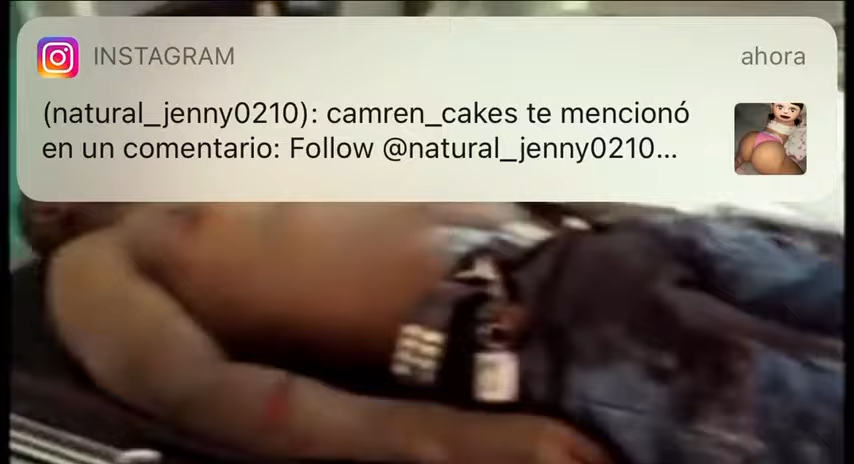 INSTAGRAM
ahora
(natural_jenny0210): camren_cakes te mencionó
en un comentario: Follow @natural_jenny0210...